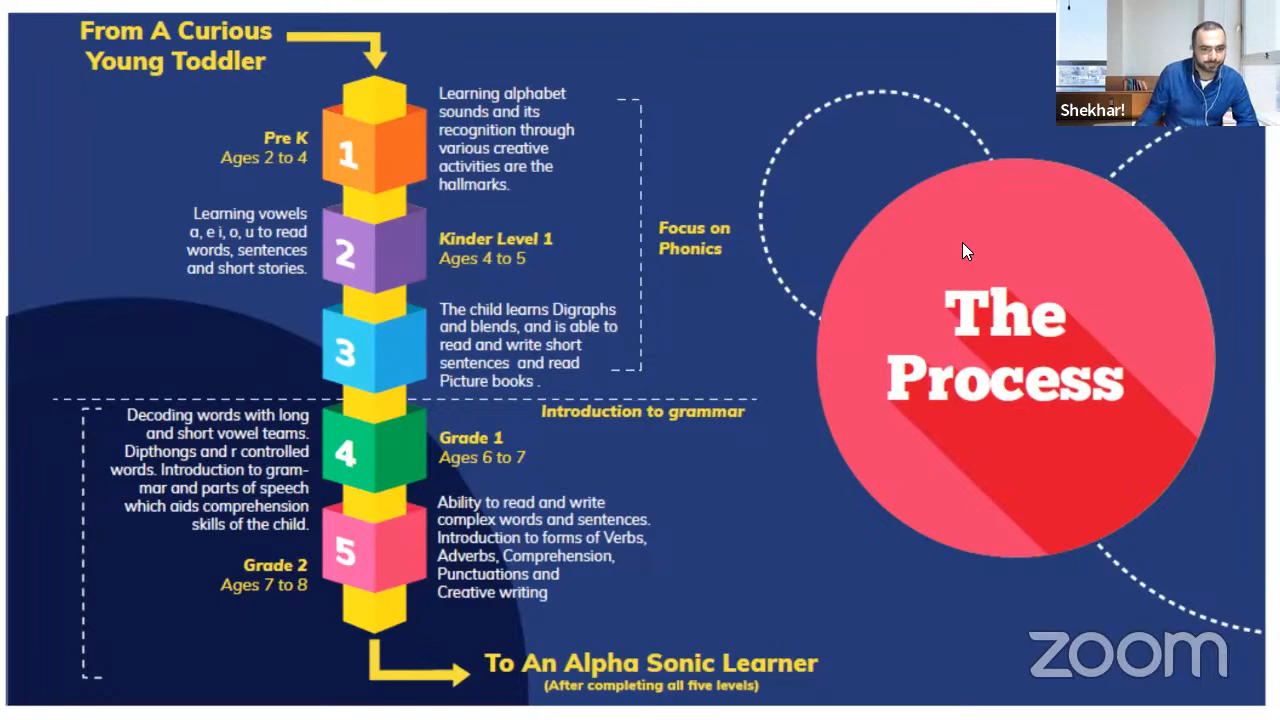 From A Curious
Young Toddler
Shekhar!
1
Pre K
Ages 2 to 4
Learning alphabet
sounds and its
recognition through
various creative
activities are the
hallmarks.
2
Learning vowels
a, e i, o, u to read
words, sentences
and short stories.
Kinder Level 1
Ages 4 to 5
Focus on
Phonics
3
The child learns Digraphs
and blends, and is able to
read and write short
sentences and read
Picture books .
The
Process
Introduction to grammar
4
Decoding words with long
and short vowel teams.
Dipthongs and r controlled
words. Introduction to gram-
mar and parts of speech
which aids comprehension
skills of the child.
Grade 1
Ages 6 to 7
5
Grade 2
Ages 7 to 8
Ability to read and write
complex words and sentences.
Introduction to forms of Verbs,
Adverbs, Comprehension,
Punctuations and
Creative writing
To An Alpha Sonic Learner
(After completing all five levels)
zoom